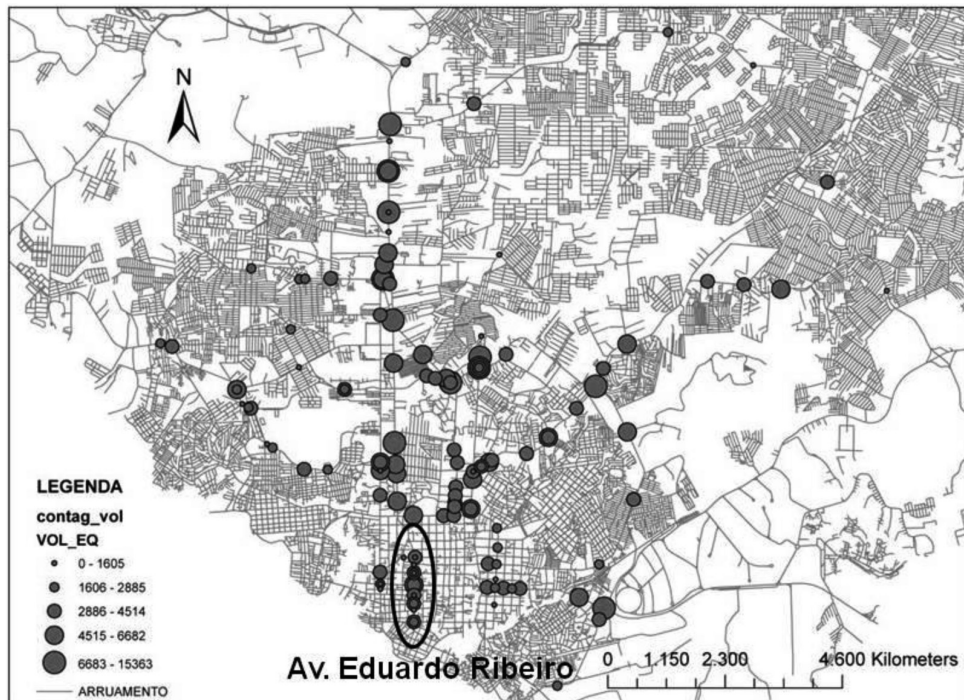 N
LEGENDA
contag_vol
VOL_EQ
0 - 1605
1606 - 2885
2886 - 4514
4515 - 6682
6683 - 15363
ARRUAMENTO
Av. Eduardo Ribeiro
0 1.150 2.300 4.600 Kilometers